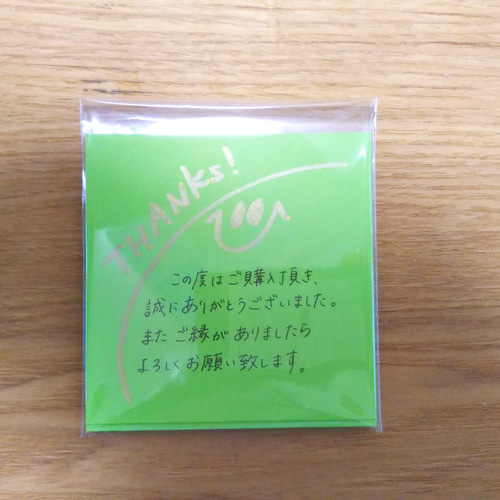 THANKs!
この度はご購入頂き、
誠にありがとうございました。
またご縁がありましたら
よろしくお願い致します。